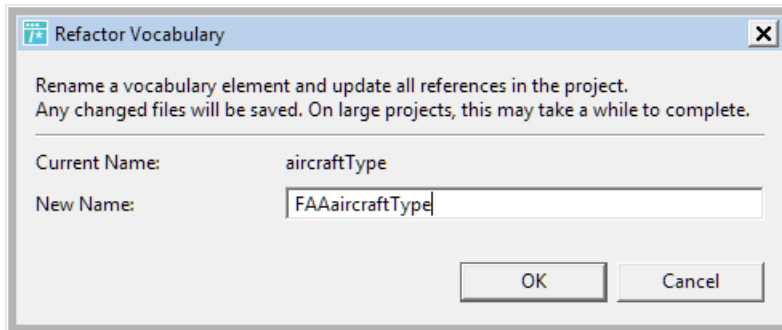 Refactor Vocabulary
Rename a vocabulary element and update all references in the project.
Any changed files will be saved. On large projects, this may take a while to complete.
Current Name: aircraftType
New Name: FAAaircraftType
OK Cancel